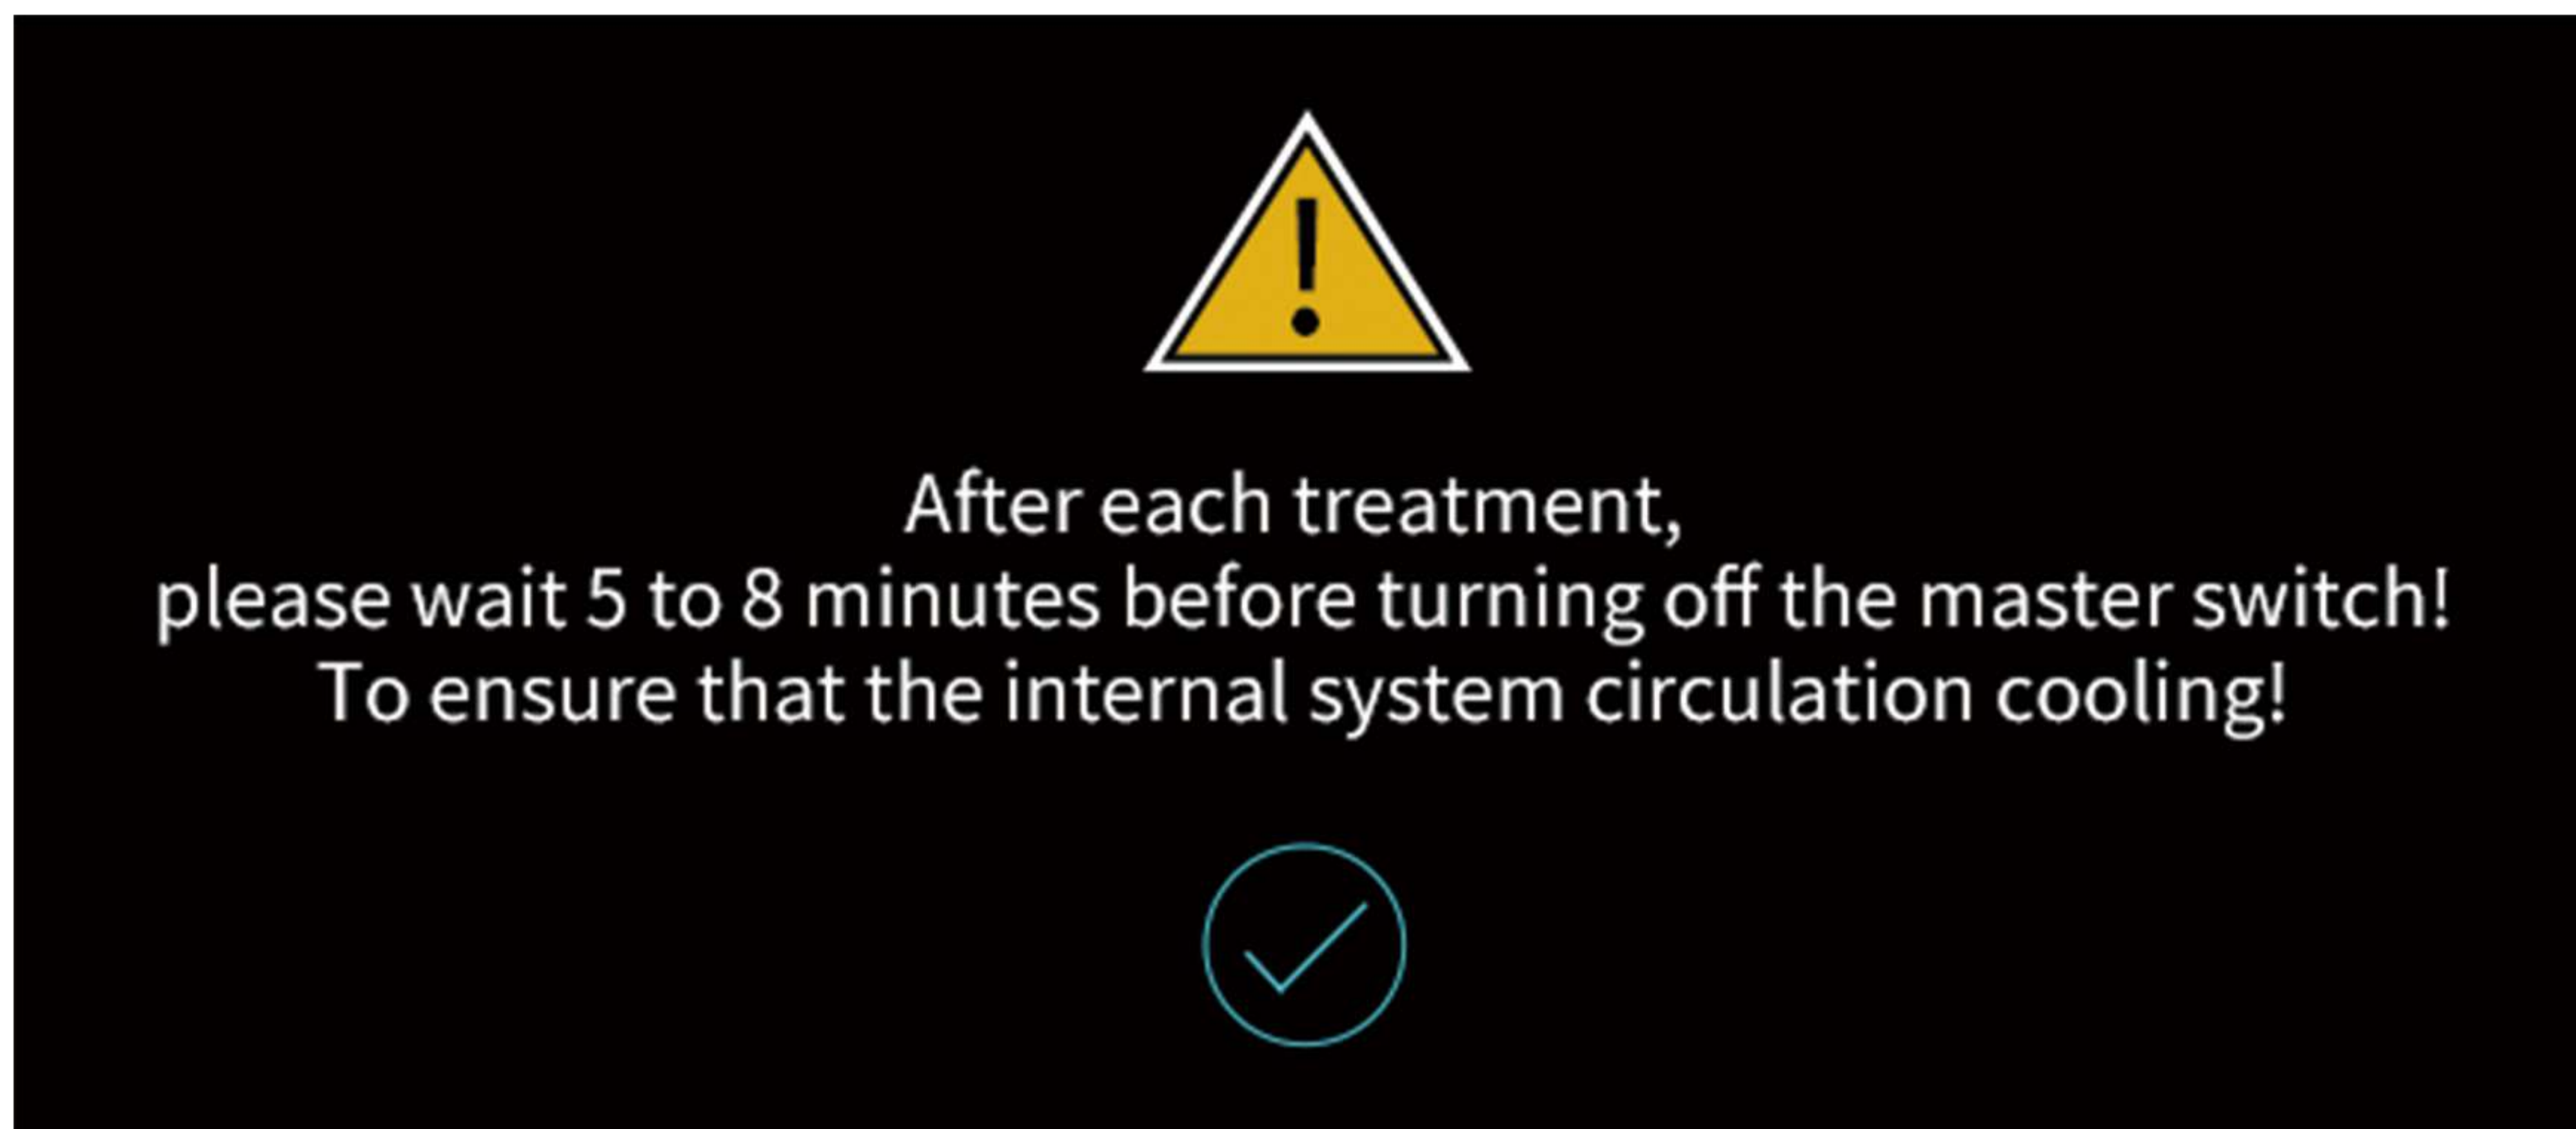 After each treatment,
please wait 5 to 8 minutes before turning off the master switch!
To ensure that the internal system circulation cooling!